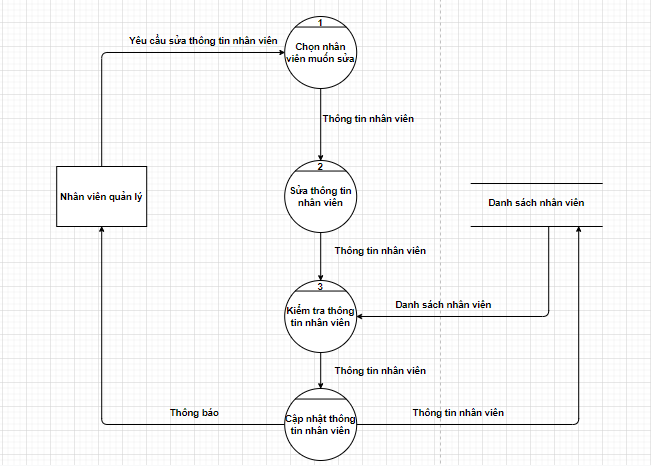 1
Yêu cầu sửa thông tin nhân viên
Chọn nhân
viên muốn sửa
Thông tin nhân viên
2
Sửa thông tin
nhân viên
Nhân viên quản lý
Danh sách nhân viên
Thông tin nhân viên
3
Kiểm tra thông
tin nhân viên
Danh sách nhân viên
Thông tin nhân viên
Thông báo
Cập nhật thông
tin nhân viên
Thông tin nhân viên